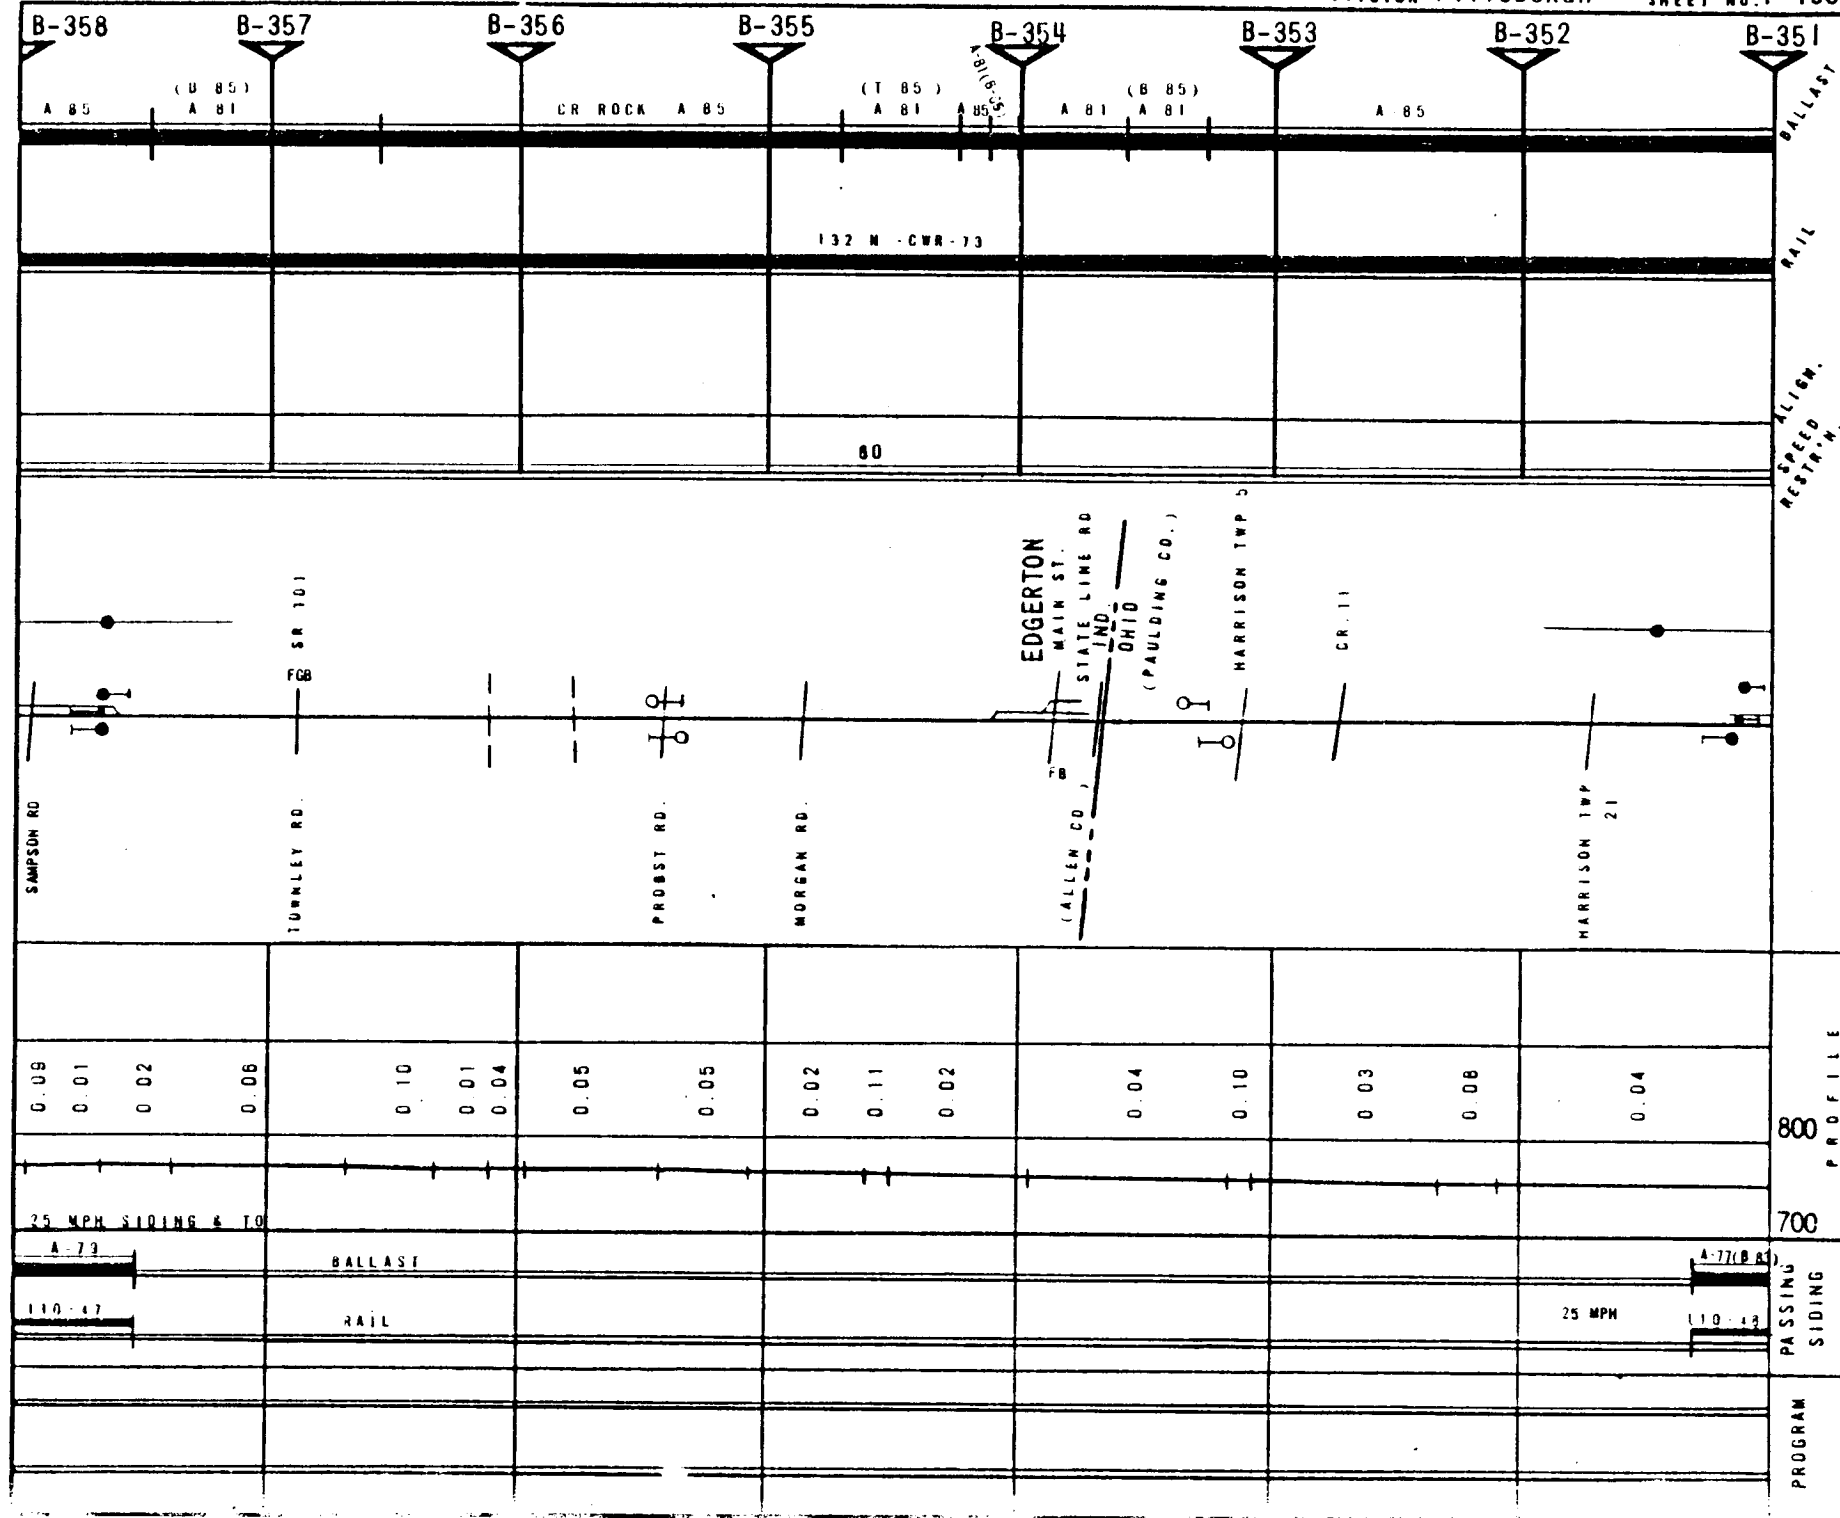 B-358 B-357 B-356 B-355 B-354 B-353 B-352 B-351
(B 85) (T 85) (B 85)
A 85 A 81 CR ROCK A 85 A 81 A 85 A 81 A 81 A 85
BALLAST
132 N -CWR-73
RAIL
ALIGN.
SPEED
RESTR'N.
60
SR 101
FGB
EDGERTON
MAIN ST.
STATE LINE RD
IND.
OHIO
(PAULDING CO.)
HARRISON TWP 5
CR.11
FB
SAMPSON RD
TOWNLEY RD.
PROBST RD.
MORGAN RD.
(ALLEN CO.)
HARRISON TWP
21
0.09 0.01 0.02 0.06 0.10 0.01 0.04 0.05 0.05 0.02 0.11 0.02 0.04 0.10 0.03 0.08 0.04
PROFILE
800
700
25 MPH SIDING & TO
A-79 BALLAST
110-47 RAIL 25 MPH
PASSING
SIDING
PROGRAM